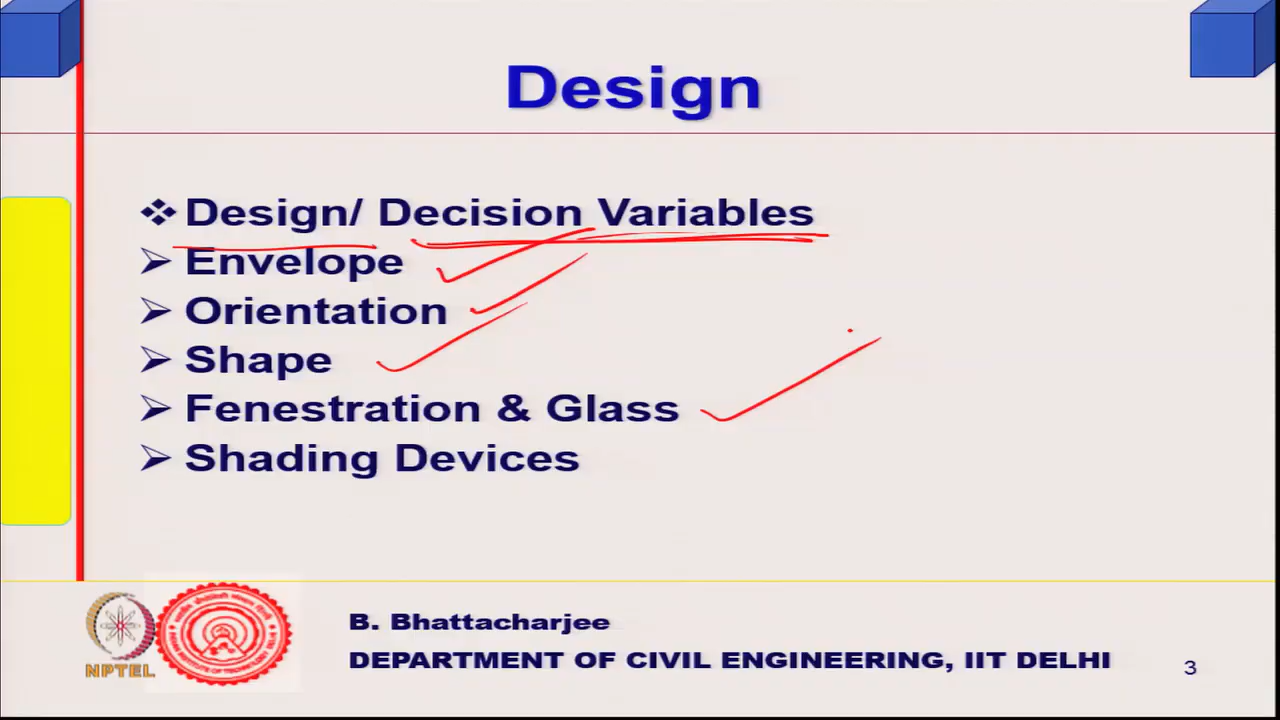 Design
❖ Design/ Decision Variables
➢ Envelope
➢ Orientation
➢ Shape
➢ Fenestration & Glass
➢ Shading Devices
NPTEL
B. Bhattacharjee
DEPARTMENT OF CIVIL ENGINEERING, IIT DELHI
3